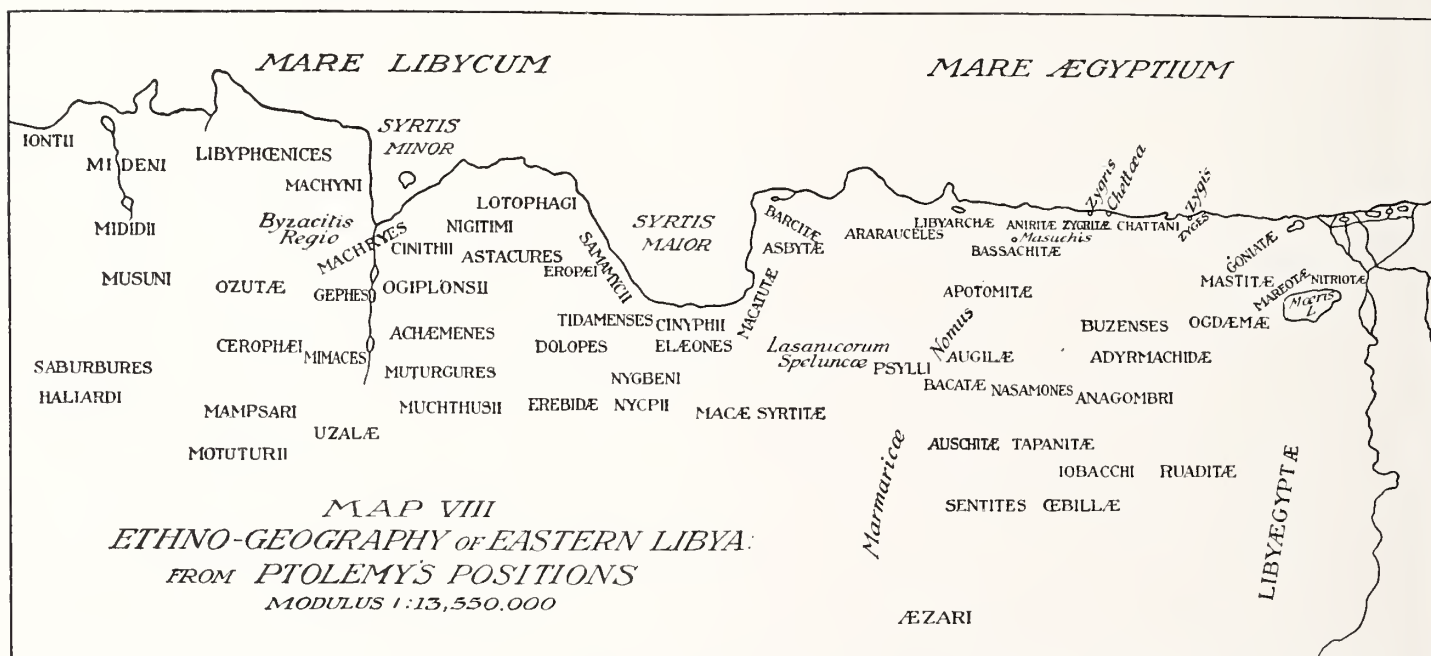 MARE LIBYCUM
MARE ÆGYPTIUM
IONTII
MIDENI
LIBYPHŒNICES
MACHYNI
SYRTIS
MINOR
MIDIDII
Byzacitis
Regio
MACHRYES
CINITHII
NIGITIMI
LOTOPHAGI
ASTACURES
EROPÆI
SAMAMYCII
SYRTIS
MAIOR
MUSUNI
OZUTÆ
GEPHES
OGIPLONSII
TIDAMENSES
CINYPHII
MACATUTÆ
CEROPHÆI
MIMACES
ACHÆMENES
DOLOPES
ELÆONES
SABURBURES
HALIARDI
MUTURGURES
NYGBENI
MAMPSARI
MUCHTHUSII
EREBIDÆ
NYCPII
MACÆ SYRTITÆ
UZALÆ
MOTUTURII
BARCITÆ
ASBYTÆ
ARARAUCELES
LIBYARCHÆ
ANIRITÆ
ZYGRITÆ
CHATTANI
Zygris
Chettœa
Zygis
ZYGES
Masuchis
BASSACHITÆ
GONIATÆ
MASTITÆ
MAREOTÆ
NITRIOTÆ
Mœris
L.
APOTOMITÆ
BUZENSES
OGDÆMÆ
Lasanicorum
Speluncæ
PSYLLI
Nomus
AUGILÆ
ADYRMACHIDÆ
BACATÆ
NASAMONES
ANAGOMBRI
Marmaricæ
AUSCHITÆ
TAPANITÆ
IOBACCHI
RUADITÆ
SENTITES
ŒBILLÆ
LIBYÆGYPTÆ
ÆZARI
MAP VIII
ETHNO-GEOGRAPHY OF EASTERN LIBYA:
FROM PTOLEMY'S POSITIONS
MODULUS 1:13,550.000